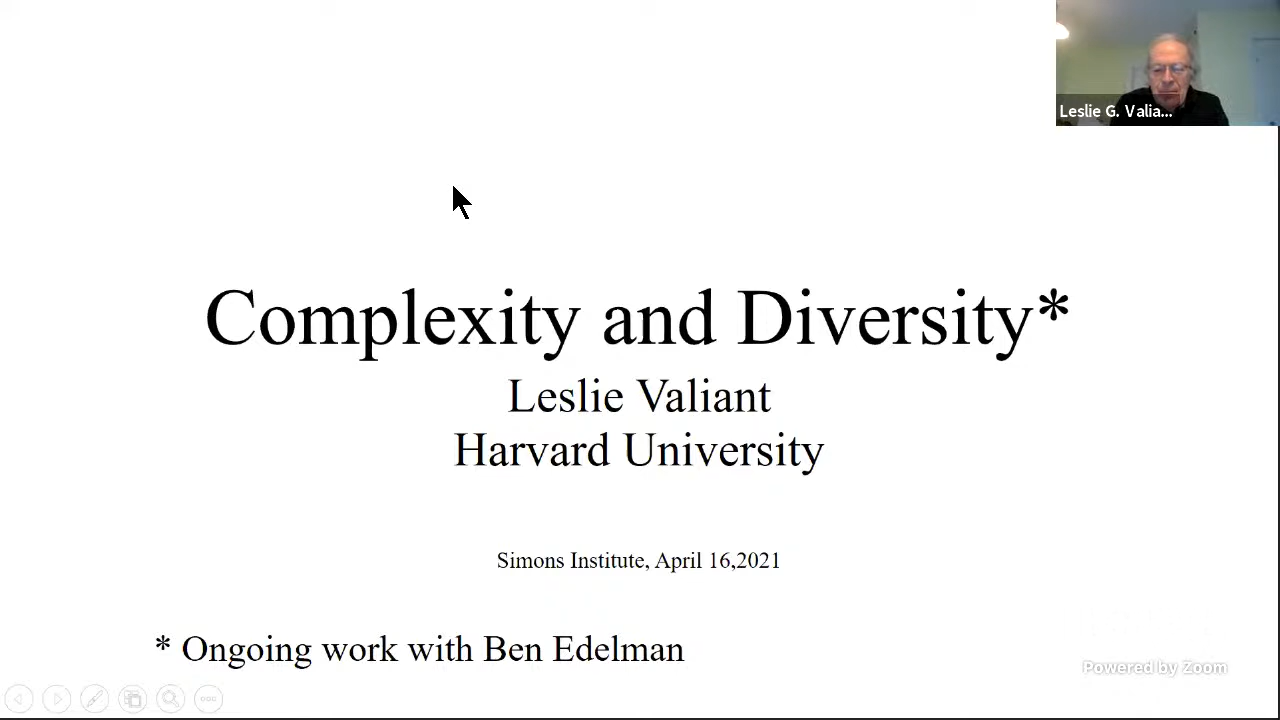 Leslie G. Valia...
Complexity and Diversity*
Leslie Valiant
Harvard University
Simons Institute, April 16,2021
* Ongoing work with Ben Edelman
Powered by Zoom